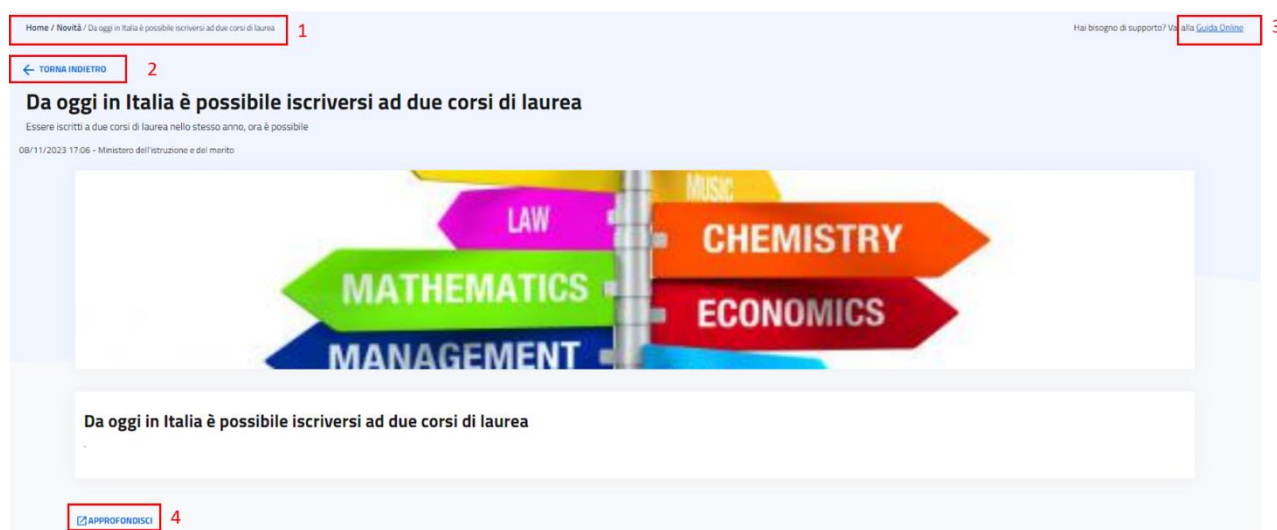 Home / Novità / Da oggi in Italia è possibile iscriversi ad due corsi di laurea
1
Hai bisogno di supporto? Vai alla Guida Online
3
← TORNA INDIETRO
2
Da oggi in Italia è possibile iscriversi ad due corsi di laurea
Essere iscritti a due corsi di laurea nello stesso anno, ora è possibile
08/11/2023 17:06 - Ministero dell'istruzione e del merito
MUSIC
LAW
CHEMISTRY
MATHEMATICS
ECONOMICS
MANAGEMENT
Da oggi in Italia è possibile iscriversi ad due corsi di laurea
.
APPROFONDISCI
4